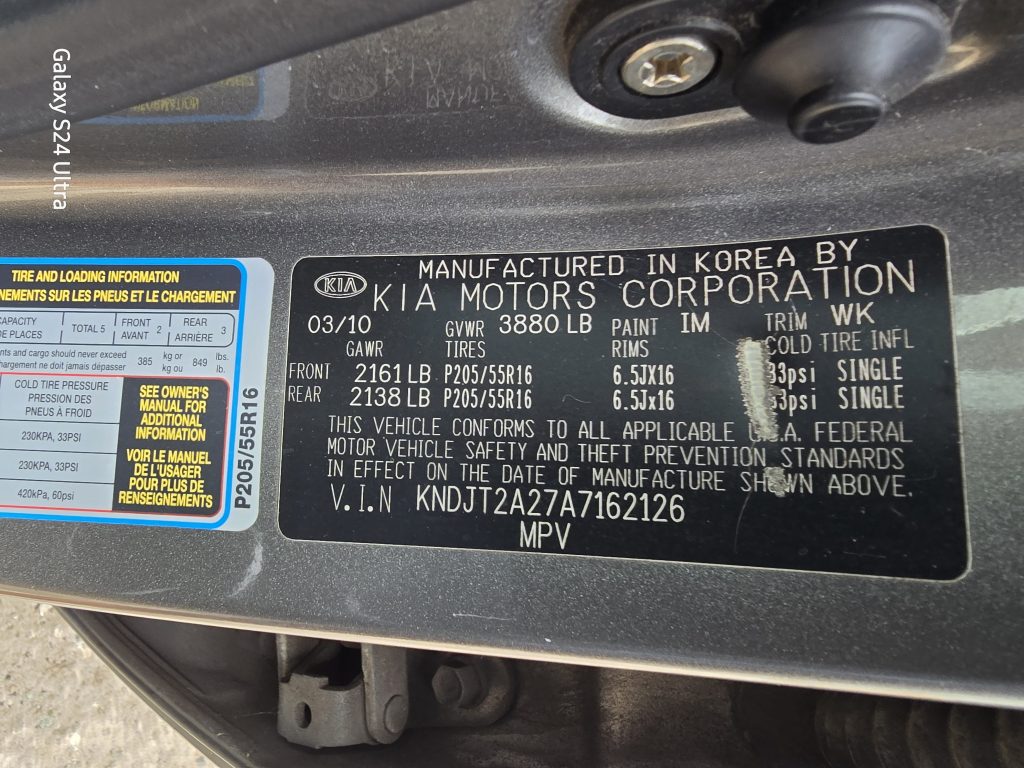 Galaxy S24 Ultra
TIRE AND LOADING INFORMATION
NEMENTS SUR LES PNEUS ET LE CHARGEMENT
CAPACITY
DE PLACES
TOTAL 5
FRONT
AVANT 2
REAR
ARRIÈRE 3
nts and cargo should never exceed
chargement ne doit jamais dépasser
385 kg or
kg ou
849 lbs.
lb.
COLD TIRE PRESSURE
PRESSION DES
PNEUS À FROID
230KPA, 33PSI
230KPA, 33PSI
420kPa, 60psi
SEE OWNER'S
MANUAL FOR
ADDITIONAL
INFORMATION
VOIR LE MANUEL
DE L'USAGER
POUR PLUS DE
RENSEIGNEMENTS
P205/55R16
KIA
MANUFACTURED IN KOREA BY
KIA MOTORS CORPORATION
03/10 GVWR 3880 LB PAINT IM TRIM WK
GAWR TIRES RIMS COLD TIRE INFL
FRONT 2161 LB P205/55R16 6.5JX16 33psi SINGLE
REAR 2138 LB P205/55R16 6.5Jx16 33psi SINGLE
THIS VEHICLE CONFORMS TO ALL APPLICABLE U.S.A. FEDERAL
MOTOR VEHICLE SAFETY AND THEFT PREVENTION STANDARDS
IN EFFECT ON THE DATE OF MANUFACTURE SHOWN ABOVE.
V.I.N KNDJT2A27A7162126
MPV